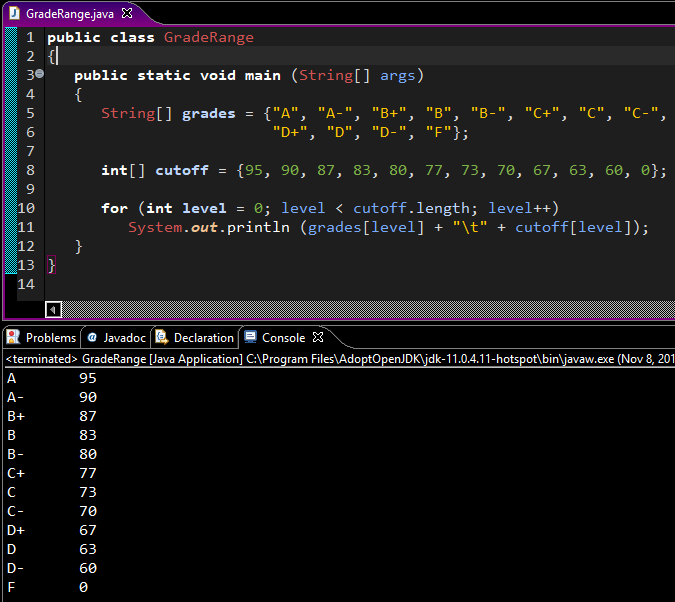 GradeRange.java
1 public class GradeRange
2 {
3 public static void main (String[] args)
4 {
5 String[] grades = {"A", "A-", "B+", "B", "B-", "C+", "C", "C-",
6 "D+", "D", "D-", "F"};
7
8 int[] cutoff = {95, 90, 87, 83, 80, 77, 73, 70, 67, 63, 60, 0};
9
10 for (int level = 0; level < cutoff.length; level++)
11 System.out.println (grades[level] + "\t" + cutoff[level]);
12 }
13 }
14
Problems @ Javadoc Declaration Console
<terminated> GradeRange [Java Application] C:\Program Files\AdoptOpenJDK\jdk-11.0.4.11-hotspot\bin\javaw.exe (Nov 8, 201
A 95
A- 90
B+ 87
B 83
B- 80
C+ 77
C 73
C- 70
D+ 67
D 63
D- 60
F 0